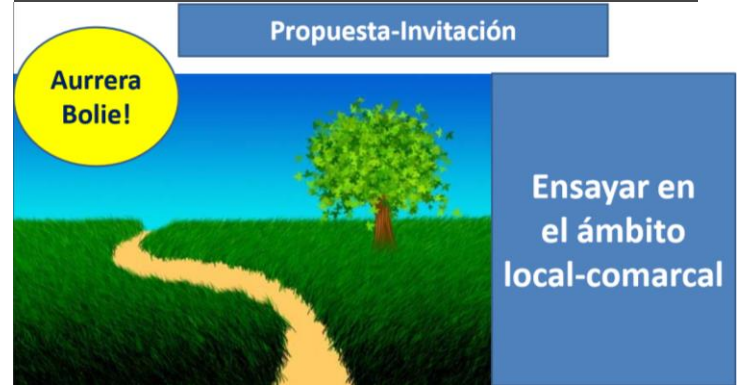 Propuesta-Invitación
Aurrera
Bolie!
Ensayar en
el ámbito
local-comarcal